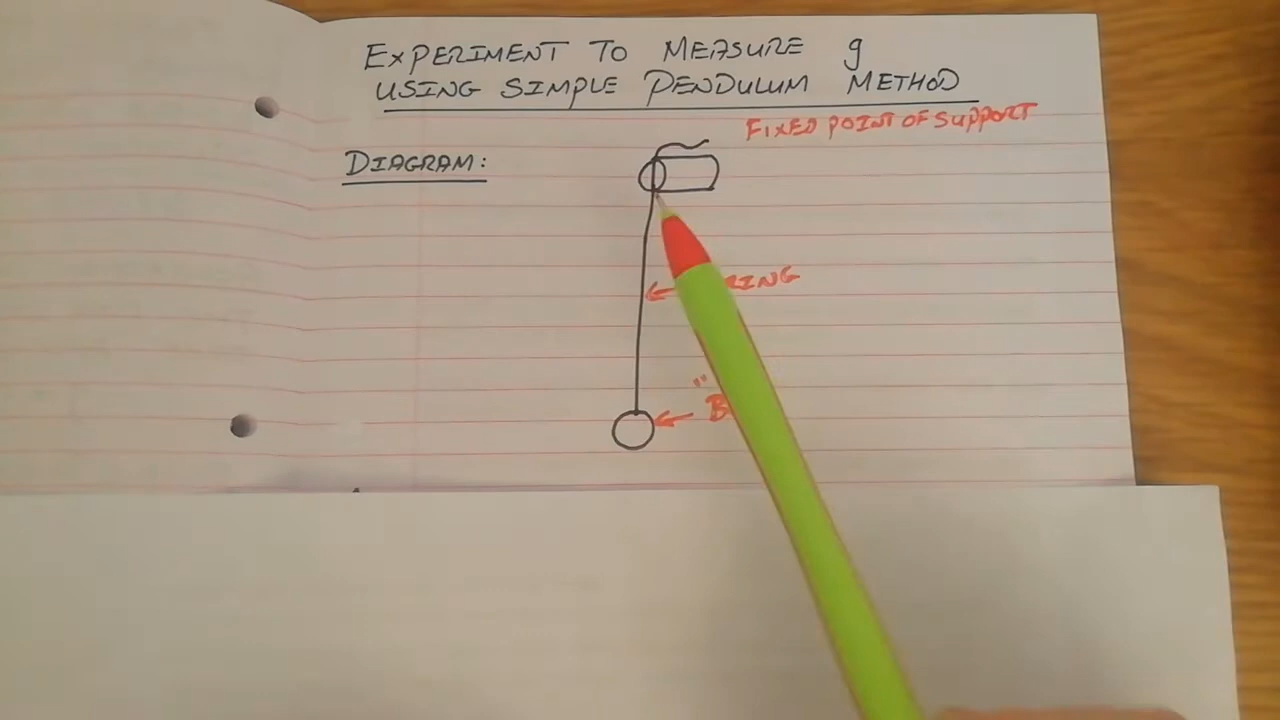 EXPERIMENT TO MEASURE g
USING SIMPLE PENDULUM METHOD
FIXED POINT OF SUPPORT
DIAGRAM: